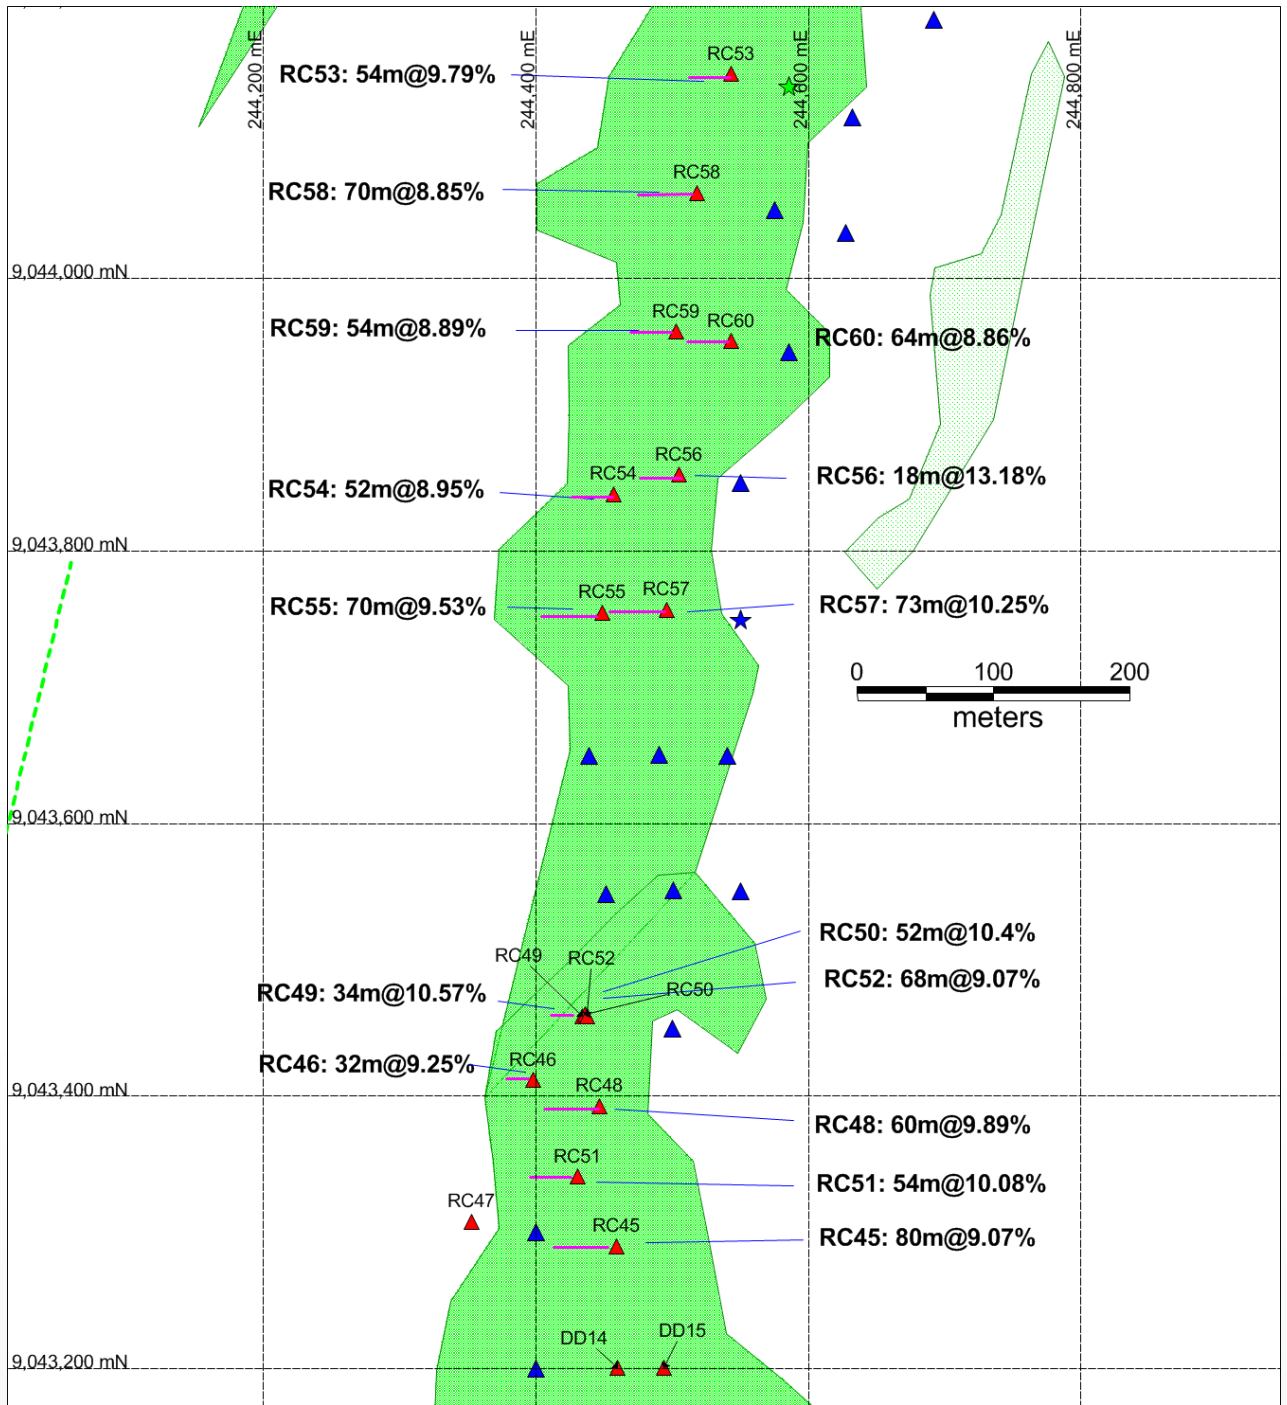 244,200 mE
244,400 mE
244,600 mE
244,800 mE
RC53
RC53: 54m@9.79%
RC58
RC58: 70m@8.85%
9,044,000 mN
RC59
RC60
RC59: 54m@8.89%
RC60: 64m@8.86%
RC56
RC54
RC56: 18m@13.18%
RC54: 52m@8.95%
9,043,800 mN
RC55
RC57
RC55: 70m@9.53%
RC57: 73m@10.25%
0 100 200
meters
9,043,600 mN
RC50: 52m@10.4%
RC49
RC52
RC52: 68m@9.07%
RC49: 34m@10.57%
RC50
RC46
RC46: 32m@9.25%
RC48
9,043,400 mN
RC48: 60m@9.89%
RC51
RC51: 54m@10.08%
RC47
RC45
RC45: 80m@9.07%
DD14
DD15
9,043,200 mN